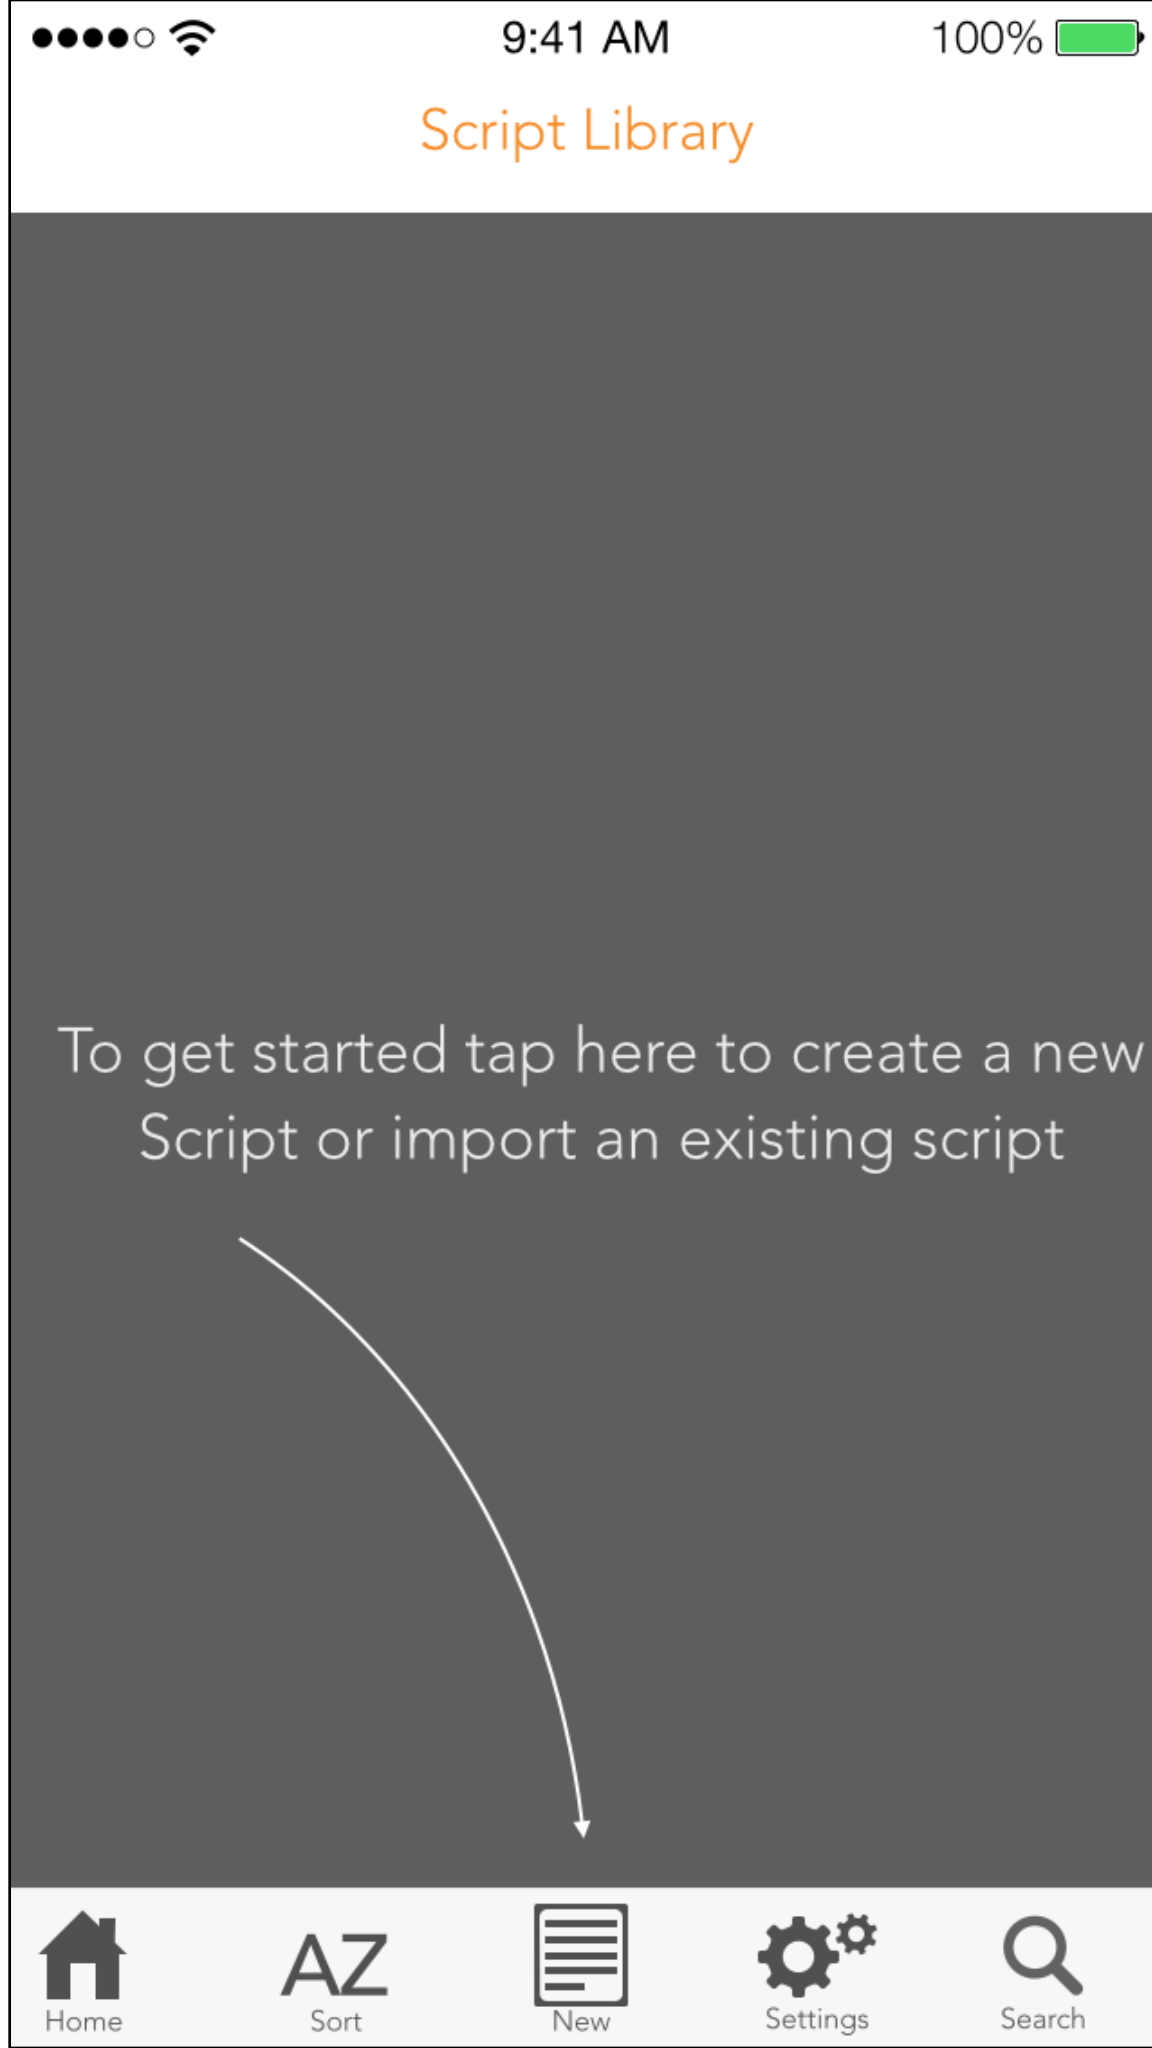 9:41 AM 100%
Script Library
To get started tap here to create a new
Script or import an existing script
AZ
Home Sort New Settings Search